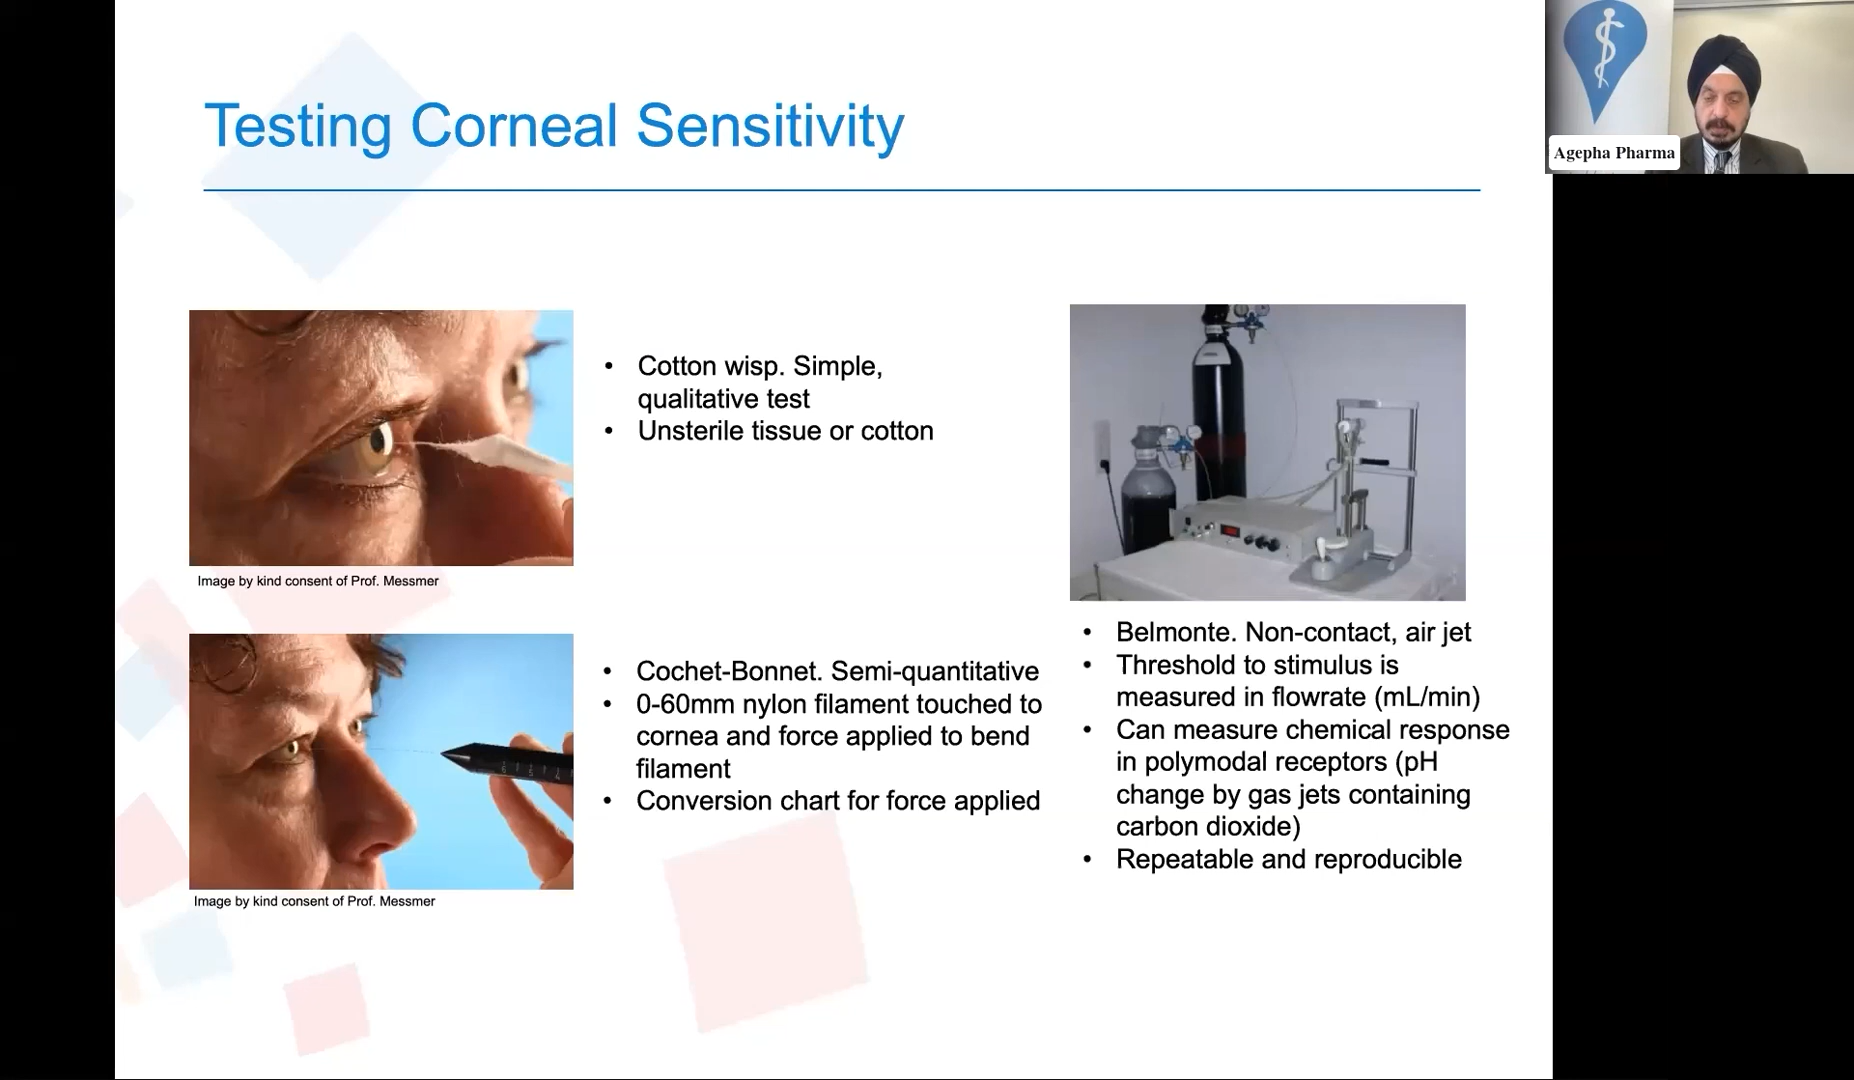 Testing Corneal Sensitivity
Agepha Pharma
• Cotton wisp. Simple,
qualitative test
• Unsterile tissue or cotton
Image by kind consent of Prof. Messmer
• Cochet-Bonnet. Semi-quantitative
• 0-60mm nylon filament touched to
cornea and force applied to bend
filament
• Conversion chart for force applied
Image by kind consent of Prof. Messmer
• Belmonte. Non-contact, air jet
• Threshold to stimulus is
measured in flowrate (mL/min)
• Can measure chemical response
in polymodal receptors (pH
change by gas jets containing
carbon dioxide)
• Repeatable and reproducible